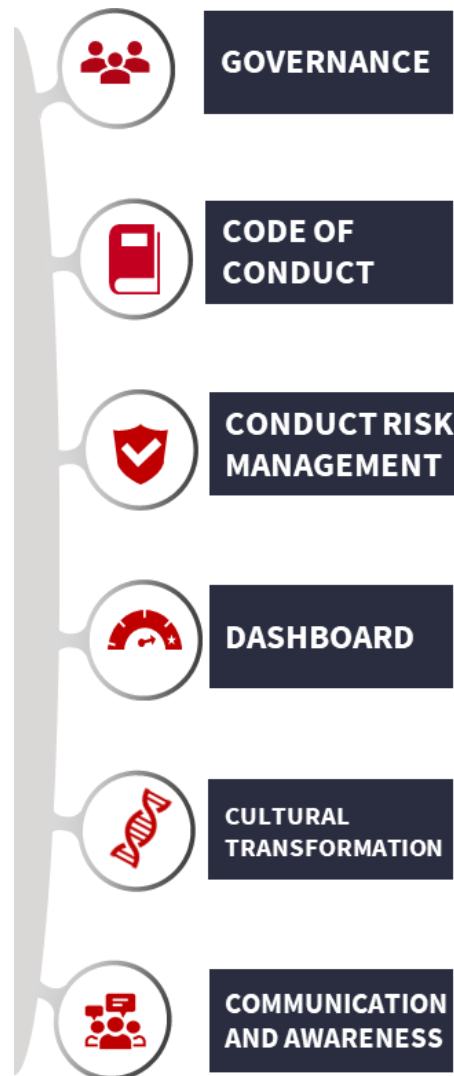 GOVERNANCE
CODE OF
CONDUCT
CONDUCT RISK
MANAGEMENT
DASHBOARD
CULTURAL
TRANSFORMATION
COMMUNICATION
AND AWARENESS